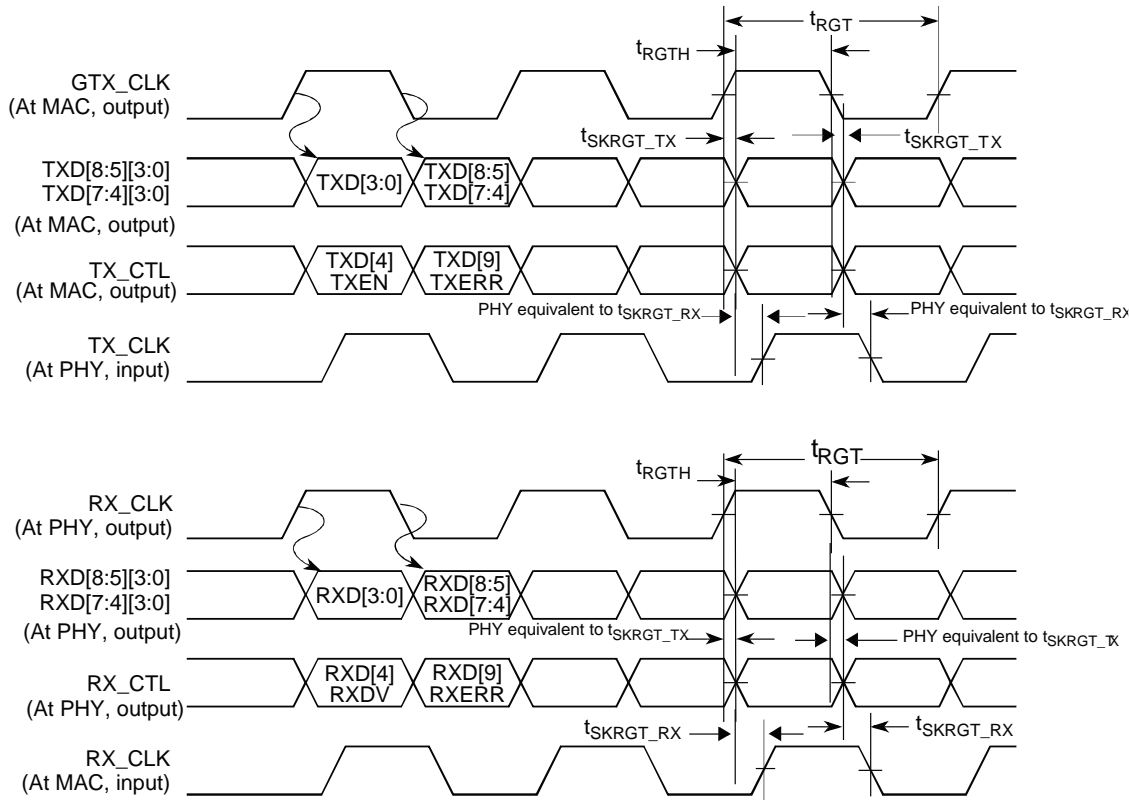 tRGT
tRGTH
GTX_CLK
(At MAC, output)
tSKRGT_TX
tSKRGT_TX
TXD[8:5][3:0]
TXD[7:4][3:0]
(At MAC, output)
TXD[3:0]
TXD[8:5]
TXD[7:4]
TX_CTL
(At MAC, output)
TXD[4]
TXEN
TXD[9]
TXERR
PHY equivalent to tSKRGT_RX
PHY equivalent to tSKRGT_RX
TX_CLK
(At PHY, input)
tRGT
tRGTH
RX_CLK
(At PHY, output)
RXD[8:5][3:0]
RXD[7:4][3:0]
(At PHY, output)
RXD[3:0]
RXD[8:5]
RXD[7:4]
PHY equivalent to tSKRGT_TX
PHY equivalent to tSKRGT_TX
RX_CTL
(At PHY, output)
RXD[4]
RXDV
RXD[9]
RXERR
tSKRGT_RX
tSKRGT_RX
RX_CLK
(At MAC, input)